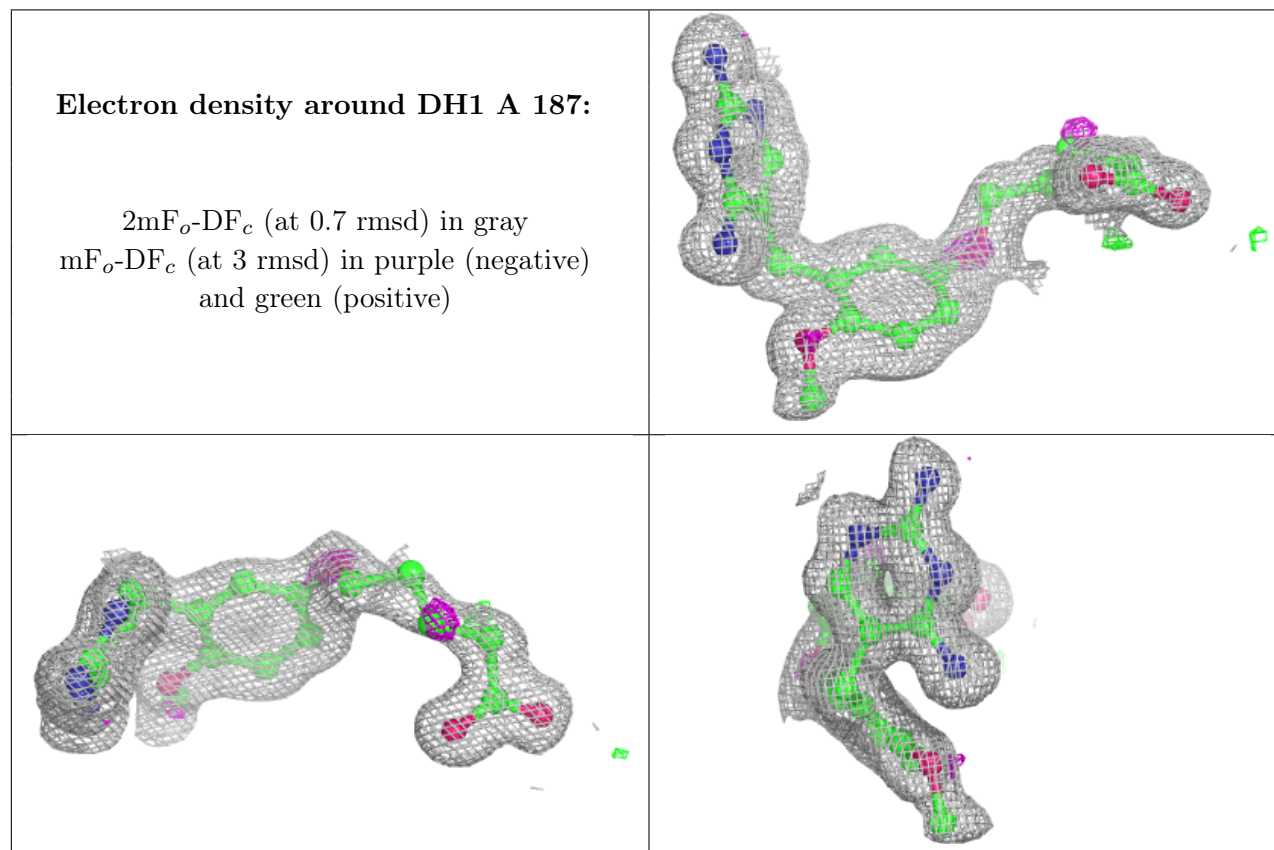 Electron density around DH1 A 187:
2mFo-DFc (at 0.7 rmsd) in gray
mFo-DFc (at 3 rmsd) in purple (negative)
and green (positive)